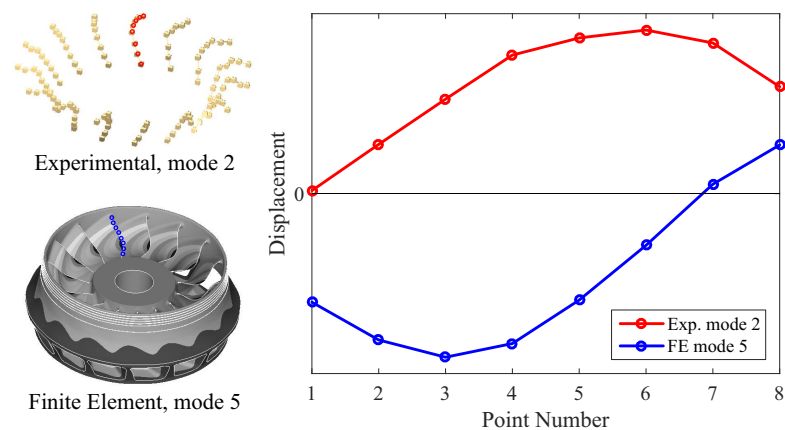 Experimental, mode 2
Finite Element, mode 5
Displacement
0
Exp. mode 2
FE mode 5
1 2 3 4 5 6 7 8
Point Number